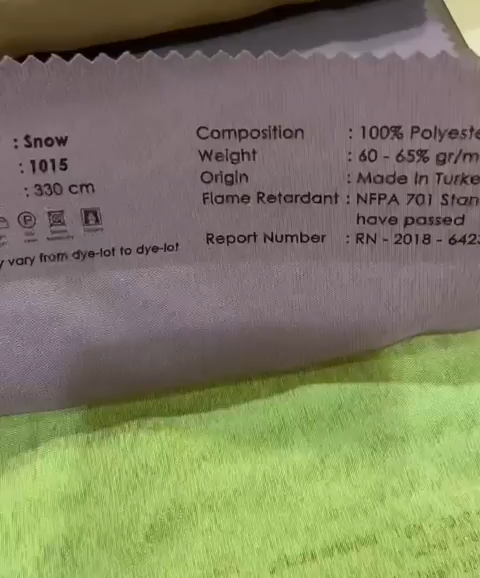 : Snow
: 1015
: 330 cm
vary from dye-lot to dye-lot
Composition : 100% Polyeste
Weight : 60 - 65% gr/m
Origin : Made In Turke
Flame Retardant : NFPA 701 Stan
have passed
Report Number : RN - 2018 - 642